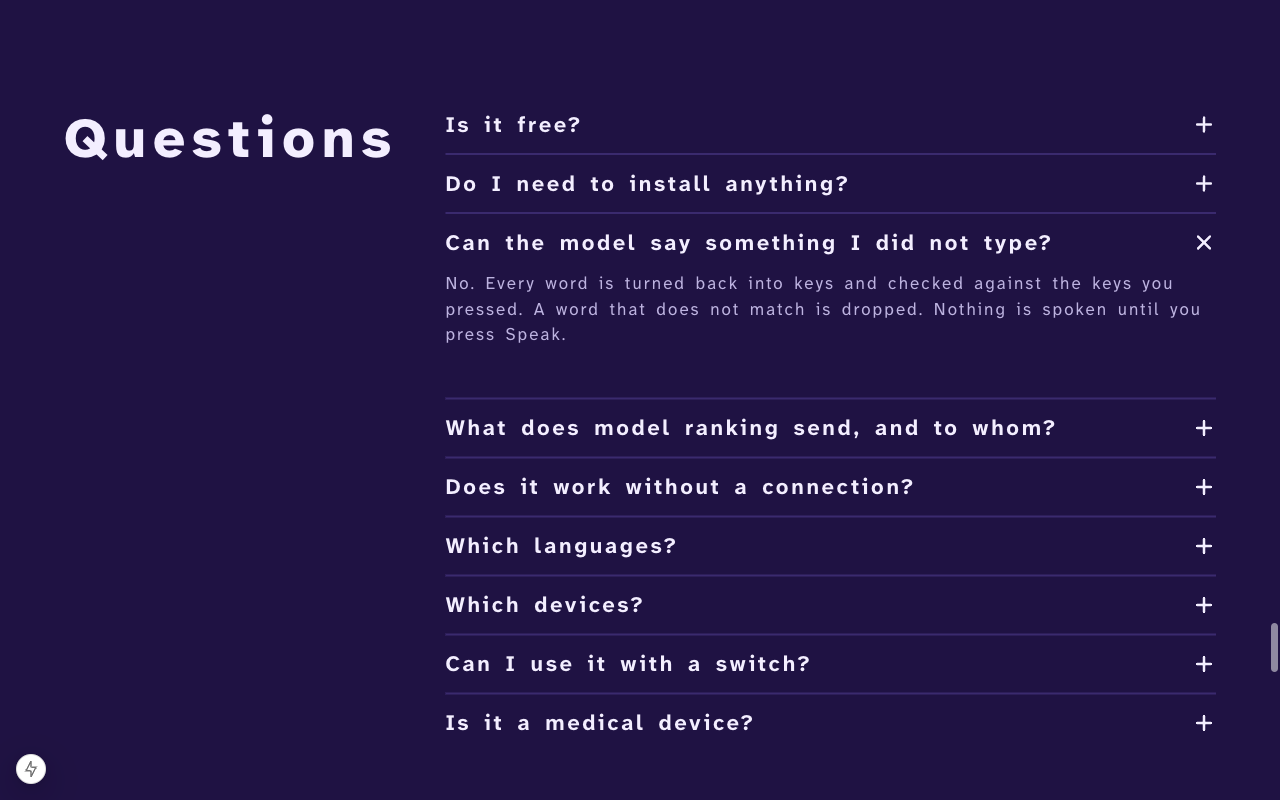 Questions
Is it free?
Do I need to install anything?
Can the model say something I did not type?
No. Every word is turned back into keys and checked against the keys you
pressed. A word that does not match is dropped. Nothing is spoken until you
press Speak.
What does model ranking send, and to whom?
Does it work without a connection?
Which languages?
Which devices?
Can I use it with a switch?
Is it a medical device?